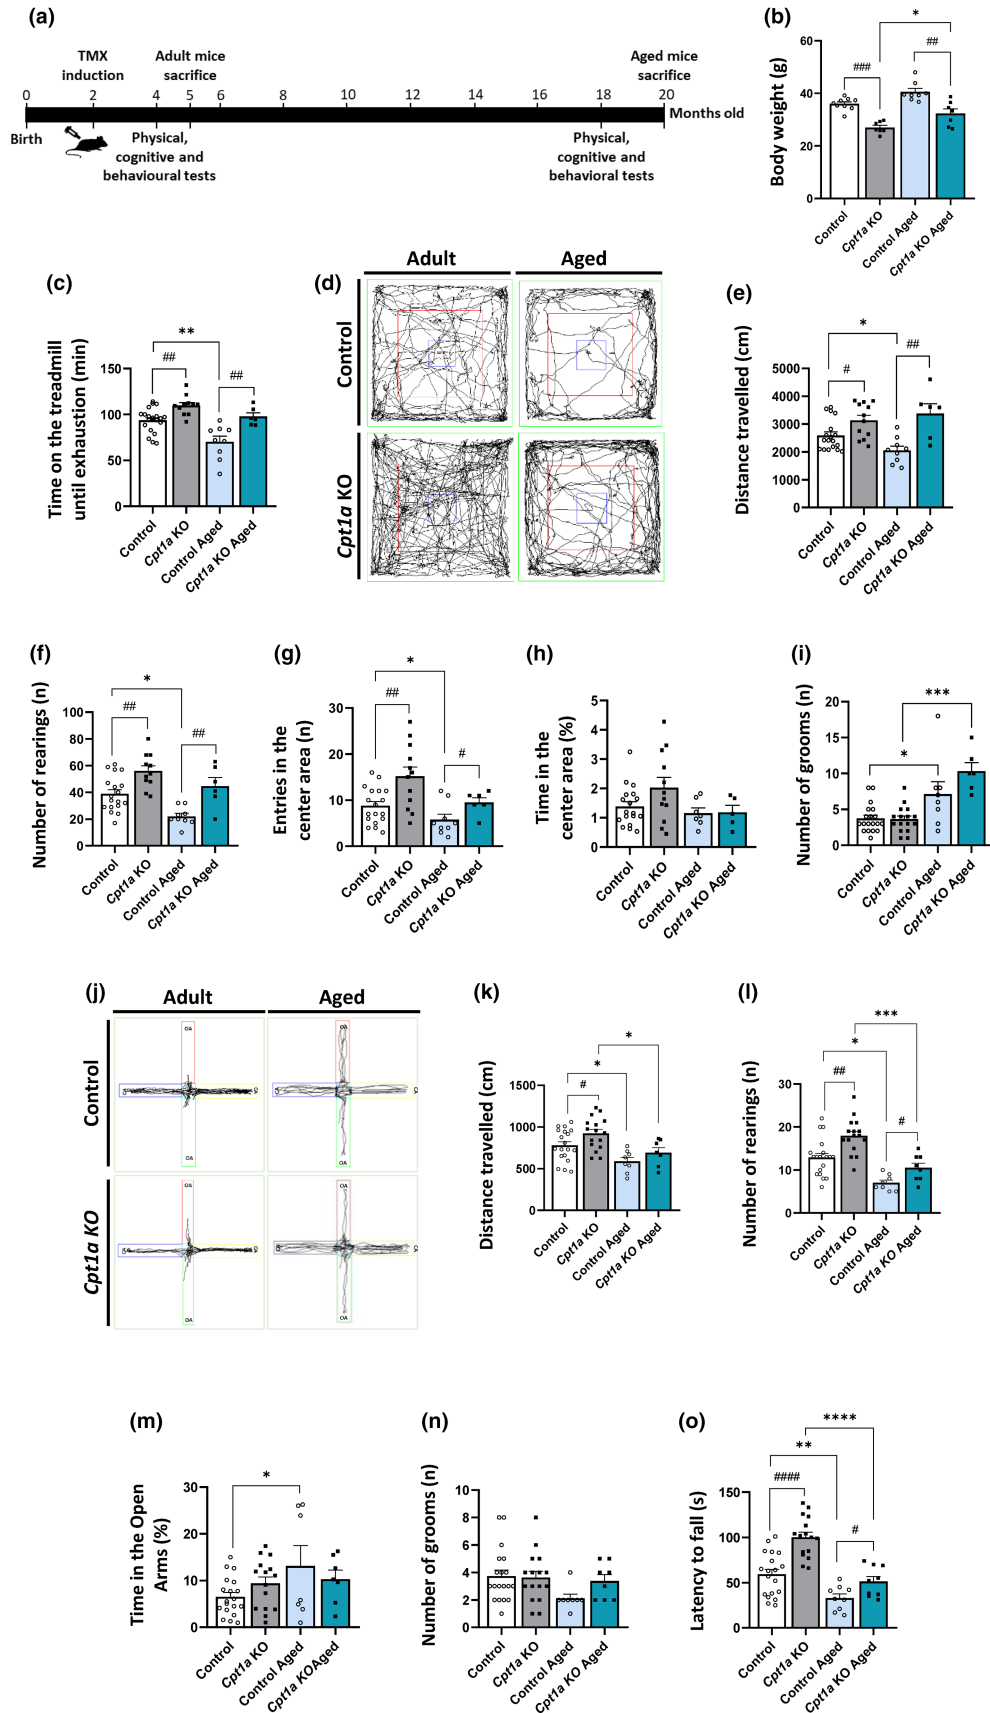 (a)
TMX
induction
Adult mice
sacrifice
Aged mice
sacrifice
0 2 4 5 6 8 10 12 14 16 18 20
Months old
Birth
Physical,
cognitive and
behavioural tests
Physical,
cognitive and
behavioral tests
(b)
Body weight (g)
60
40
20
0
###
##
*
Control
Cpt1a KO
Control Aged
Cpt1a KO Aged
(c)
Time on the treadmill
until exhaustion (min)
150
100
50
0
**
##
##
Control
Cpt1a KO
Control Aged
Cpt1a KO Aged
(d)
Adult
Aged
Control
Cpt1a KO
(e)
Distance travelled (cm)
5000
4000
3000
2000
1000
0
*
##
#
Control
Cpt1a KO
Control Aged
Cpt1a KO Aged
(f)
Number of rearings (n)
100
80
60
40
20
0
*
##
##
Control
Cpt1a KO
Control Aged
Cpt1a KO Aged
(g)
Entries in the
center area (n)
30
20
10
0
*
##
#
Control
Cpt1a KO
Control Aged
Cpt1a KO Aged
(h)
Time in the
center area (%)
5
4
3
2
1
0
Control
Cpt1a KO
Control Aged
Cpt1a KO Aged
(i)
Number of grooms (n)
20
15
10
5
0
***
*
Control
Cpt1a KO
Control Aged
Cpt1a KO Aged
(j)
Adult
Aged
Control
Cpt1a KO
OA
OA
OA
OA
OA
OA
OA
OA
(k)
Distance travelled (cm)
1500
1000
500
0
*
*
#
Control
Cpt1a KO
Control Aged
Cpt1a KO Aged
(l)
Number of rearings (n)
30
20
10
0
***
*
##
#
Control
Cpt1a KO
Control Aged
Cpt1a KO Aged
(m)
Time in the Open
Arms (%)
30
20
10
0
*
Control
Cpt1a KO
Control Aged
Cpt1a KOAged
(n)
Number of grooms (n)
10
8
6
4
2
0
Control
Cpt1a KO
Control Aged
Cpt1a KO Aged
(o)
Latency to fall (s)
150
100
50
0
****
**
####
#
Control
Cpt1a KO
Control Aged
Cpt1a KO Aged